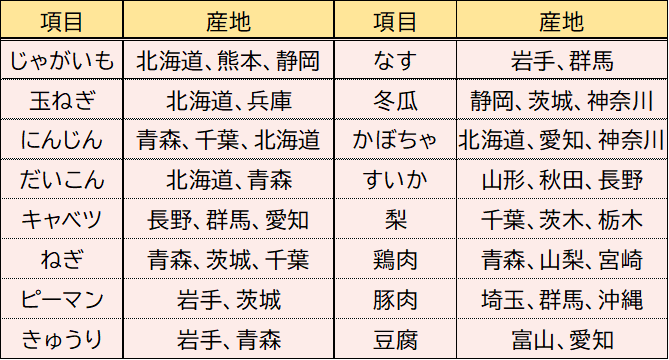 項目 産地 項目 産地
じゃがいも 北海道、熊本、静岡 なす 岩手、群馬
玉ねぎ 北海道、兵庫 冬瓜 静岡、茨城、神奈川
にんじん 青森、千葉、北海道 かぼちゃ 北海道、愛知、神奈川
だいこん 北海道、青森 すいか 山形、秋田、長野
キャベツ 長野、群馬、愛知 梨 千葉、茨木、栃木
ねぎ 青森、茨城、千葉 鶏肉 青森、山梨、宮崎
ピーマン 岩手、茨城 豚肉 埼玉、群馬、沖縄
きゅうり 岩手、青森 豆腐 富山、愛知